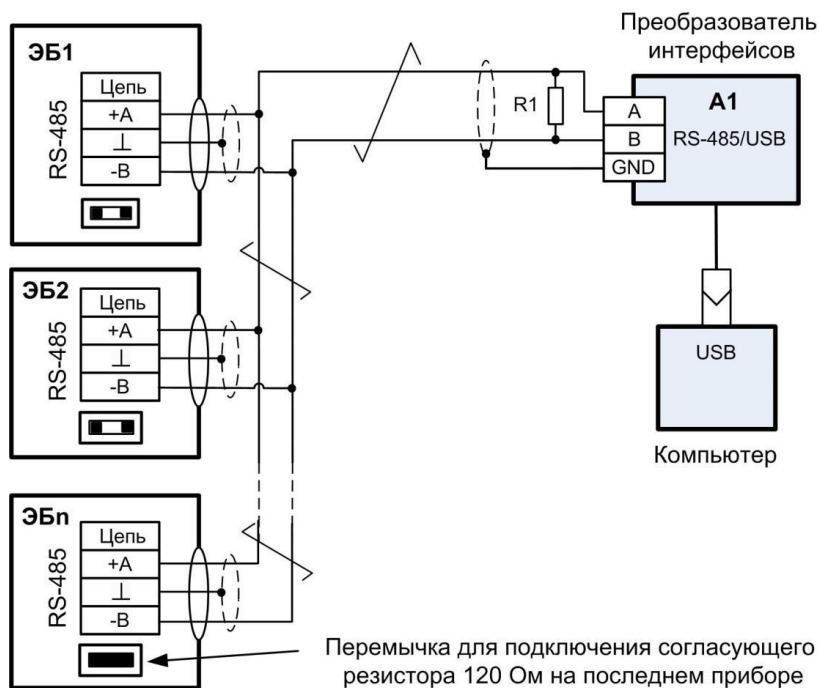 ЭБ1
RS-485
Цепь
+A
⊥
-B
ЭБ2
RS-485
Цепь
+A
⊥
-B
ЭБn
RS-485
Цепь
+A
⊥
-B
Преобразователь
интерфейсов
R1
A
B
GND
A1
RS-485/USB
USB
Компьютер
Перемычка для подключения согласующего
резистора 120 Ом на последнем приборе